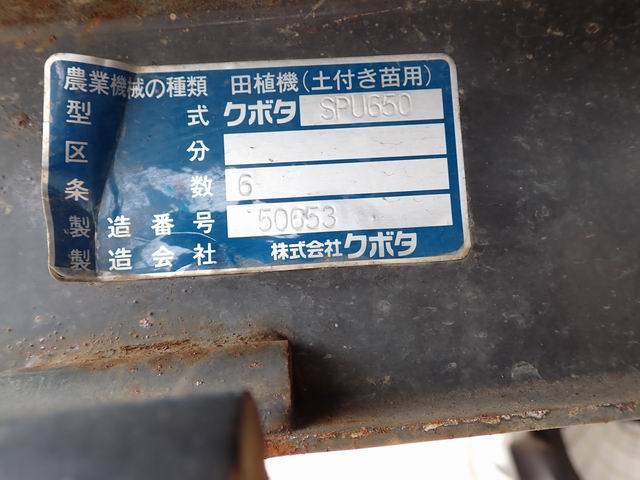 農業機械の種類 田植機(土付き苗用)
型式 クボタ SPU650
区分
条数 6
製造番号 50653
製造会社 株式会社クボタ